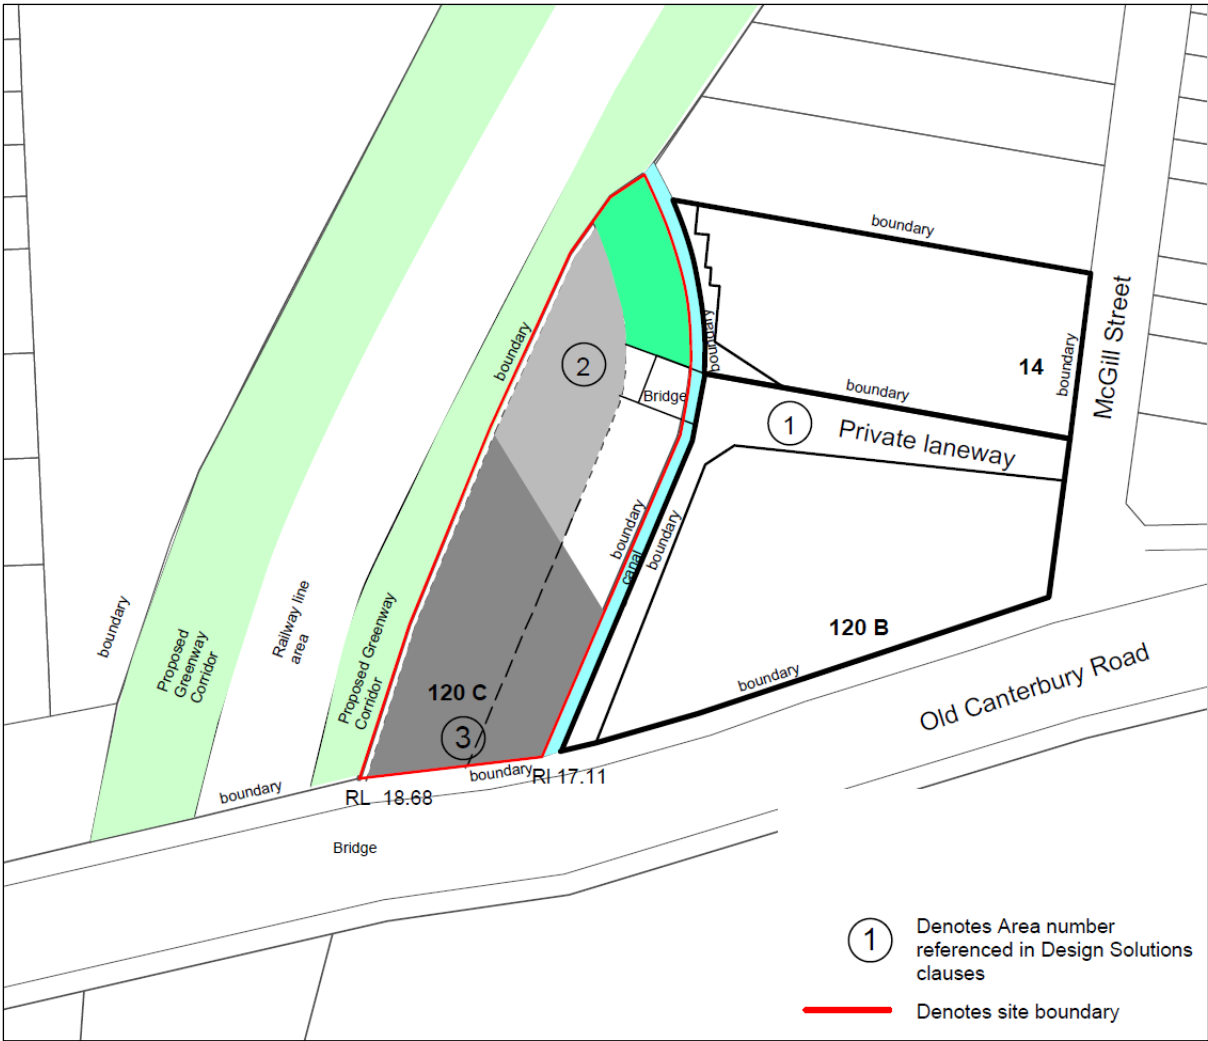 boundary
boundary
boundary
2
14
boundary
McGill Street
boundary
Bridge
1
Private laneway
boundary
boundary
canal
boundary
Railway line
area
Proposed Greenway
Corridor
boundary
Proposed
Greenway
Corridor
120 B
boundary
120 C
3
Old Canterbury Road
boundary
RI 17.11
boundary
RL 18.68
Bridge
1
Denotes Area number
referenced in Design Solutions
clauses
Denotes site boundary